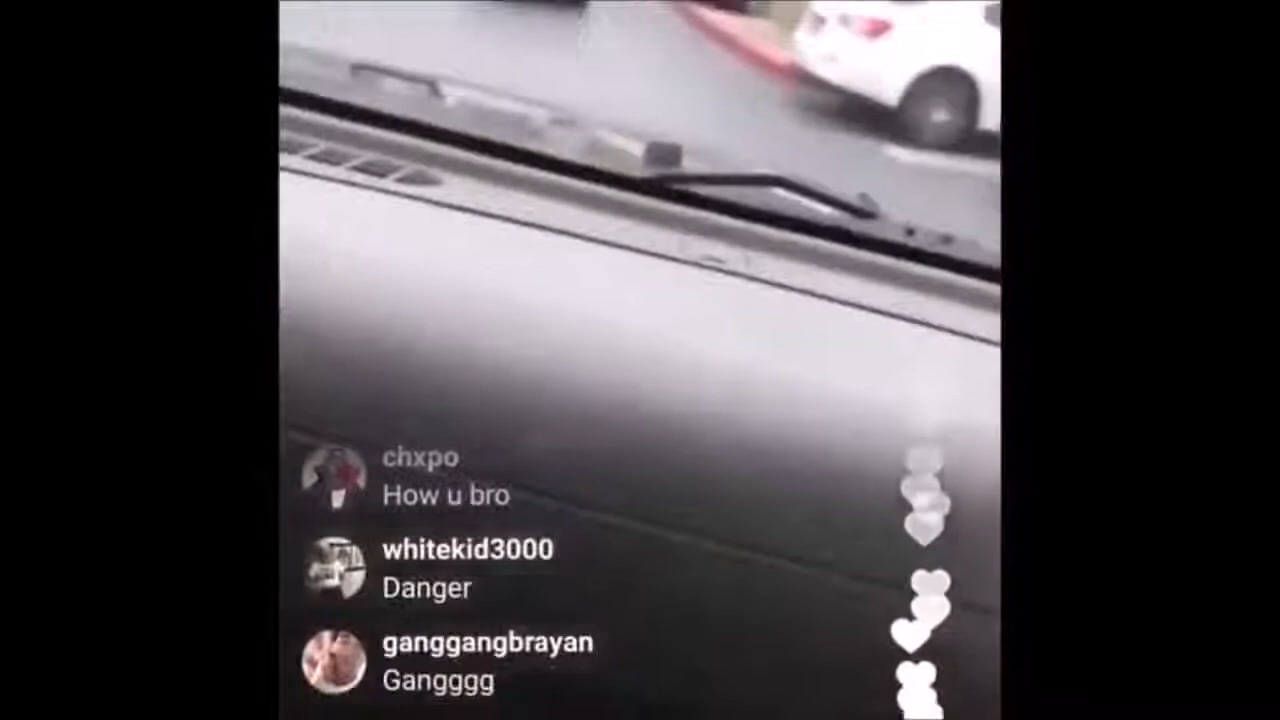 chxpo
How u bro
whitekid3000
Danger
ganggangbrayan
Gangggg